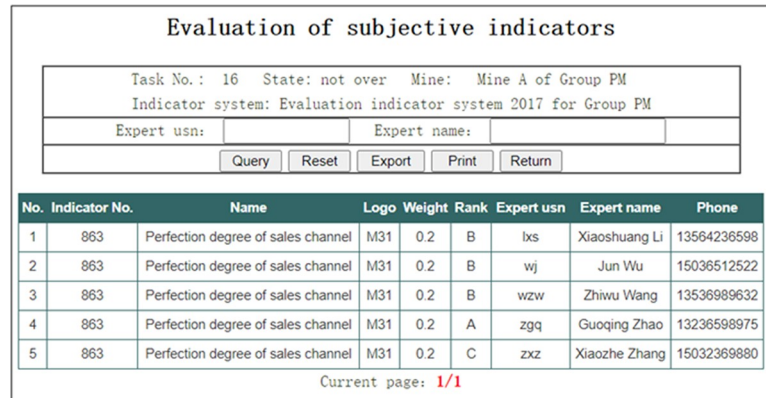 Evaluation of subjective indicators
Task No.: 16 State: not over Mine: Mine A of Group PM
Indicator system: Evaluation indicator system 2017 for Group PM
Expert usn: Expert name:
Query Reset Export Print Return
No. Indicator No. Name Logo Weight Rank Expert usn Expert name Phone
1 863 Perfection degree of sales channel M31 0.2 B lxs Xiaoshuang Li 13564236598
2 863 Perfection degree of sales channel M31 0.2 B wj Jun Wu 15036512522
3 863 Perfection degree of sales channel M31 0.2 B wzw Zhiwu Wang 13536989632
4 863 Perfection degree of sales channel M31 0.2 A zgq Guoqing Zhao 13236598975
5 863 Perfection degree of sales channel M31 0.2 C zxz Xiaozhe Zhang 15032369880
Current page: 1/1